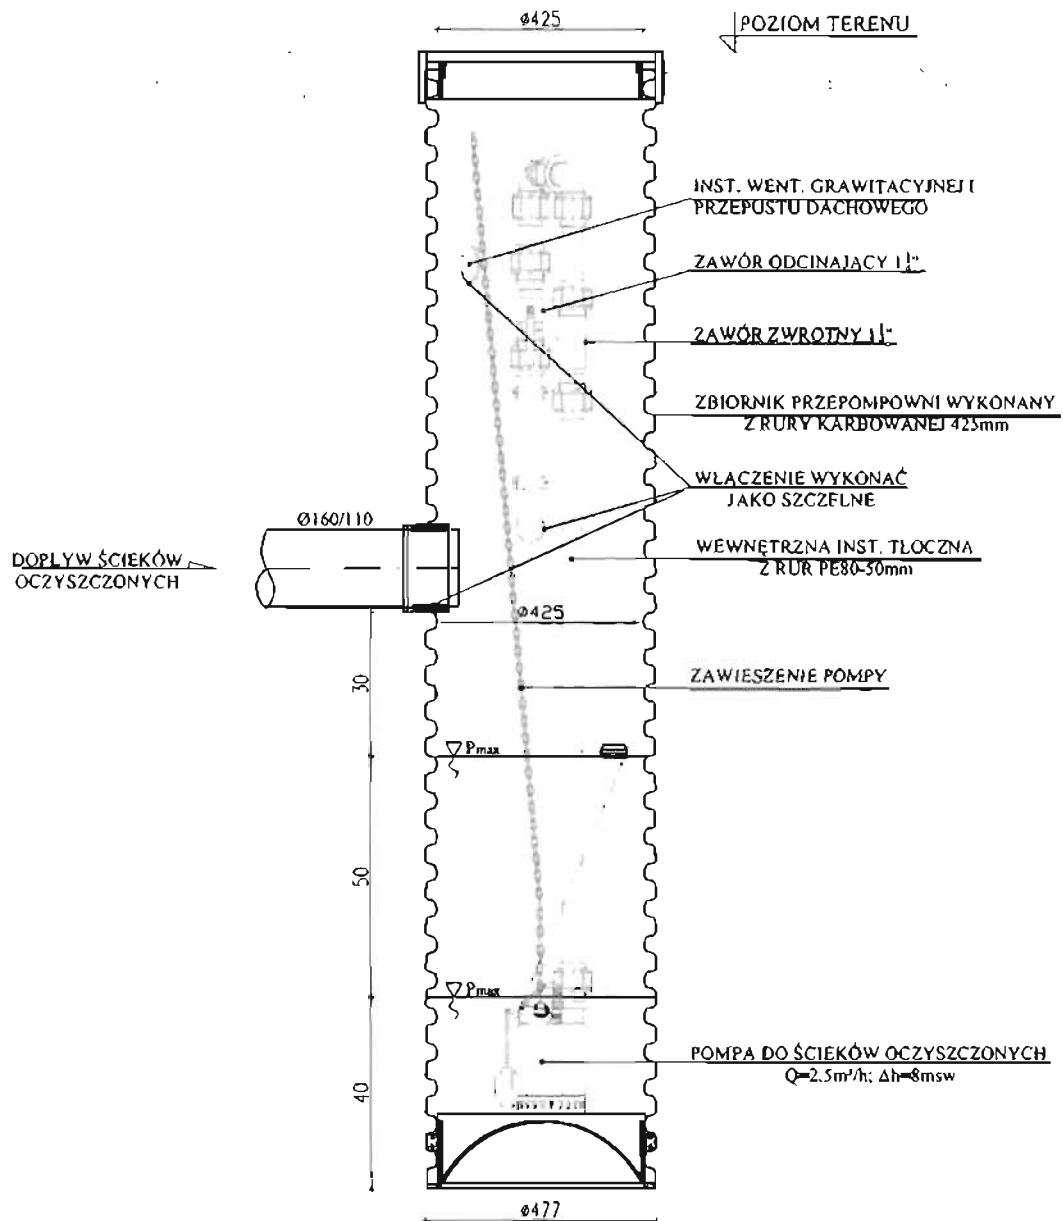 ø425
POZIOM TERENU
INST. WENT. GRAWITACYJNEJ I
PRZEPUSTU DACHOWEGO
ZAWÓR ODCINAJĄCY 1¼"
ZAWÓR ZWROTNY 1¼"
ZBIORNIK PRZEPOMPOWNI WYKONANY
Z RURY KARBOWANEJ 425mm
WŁĄCZENIE WYKONAĆ
JAKO SZCZELNE
Ø160/110
DOPŁYW ŚCIEKÓW
OCZYSZCZONYCH
WEWNĘTRZNA INST. TŁOCZNA
Z RUR PE80-50mm
ø425
ZAWIESZENIE POMPY
30
Pmax
50
Pmax
40
POMPA DO ŚCIEKÓW OCZYSZCZONYCH
Q=2.5m³/h; Δh=8msw
ø477